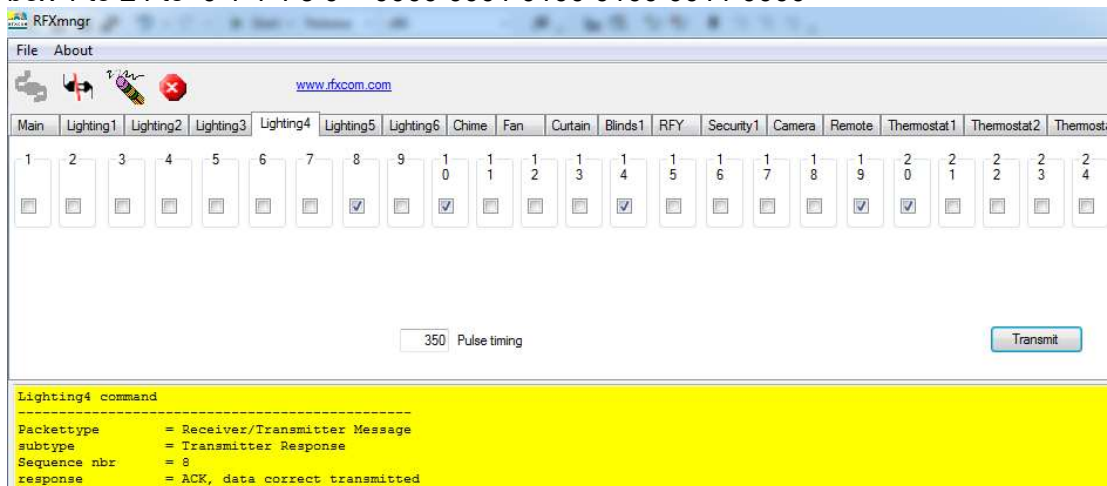 RFXmngr
File About
www.rfxcom.com
Main Lighting1 Lighting2 Lighting3 Lighting4 Lighting5 Lighting6 Chime Fan Curtain Blinds1 RFY Security1 Camera Remote Thermostat1 Thermostat2
1 2 3 4 5 6 7 8 9 10 11 12 13 14 15 16 17 18 19 20 21 22 23 24
350 Pulse timing Transmit
Lighting4 command
------------------------------------------------
Packettype = Receiver/Transmitter Message
subtype = Transmitter Response
Sequence nbr = 8
response = ACK, data correct transmitted